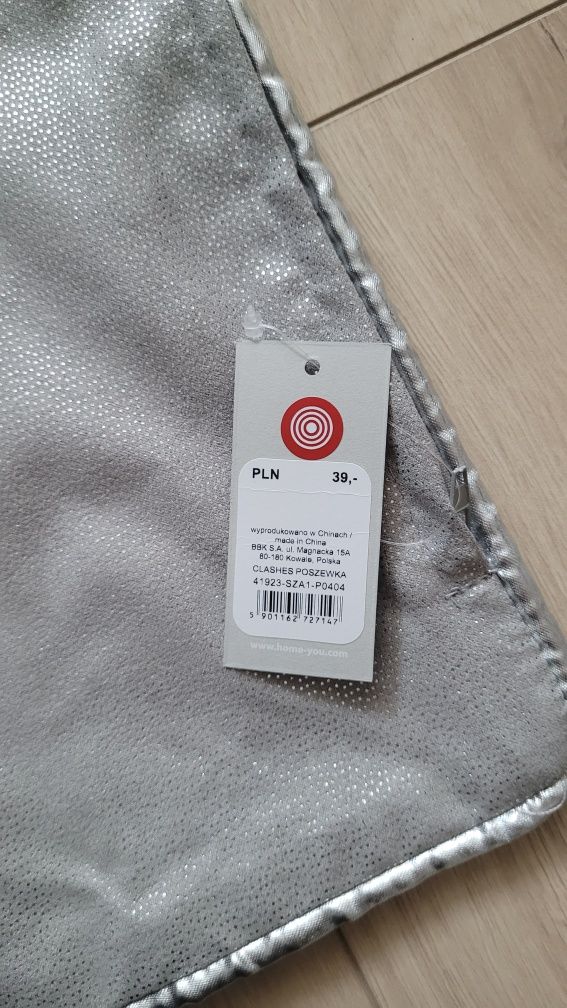 PLN 39,-
wyprodukowano w Chinach /
made in China
BBK S.A. ul. Magnacka 15A
80-180 Kowale, Polska
CLASHES POSZEWKA
41923-SZA1-P0404
5 901162 727147
www.home-you.com